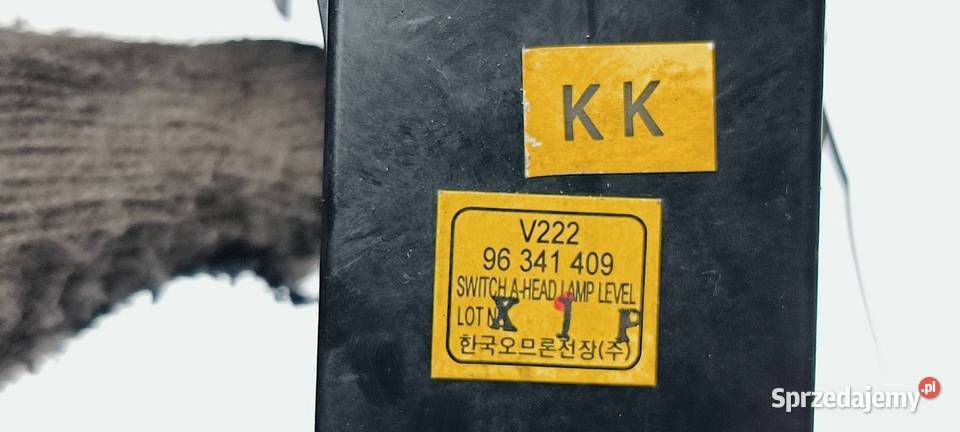 KK
V222
96 341 409
SWITCH A-HEAD LAMP LEVEL
LOT N X J P
한국오므론전장(주)
Sprzedajemy.pl